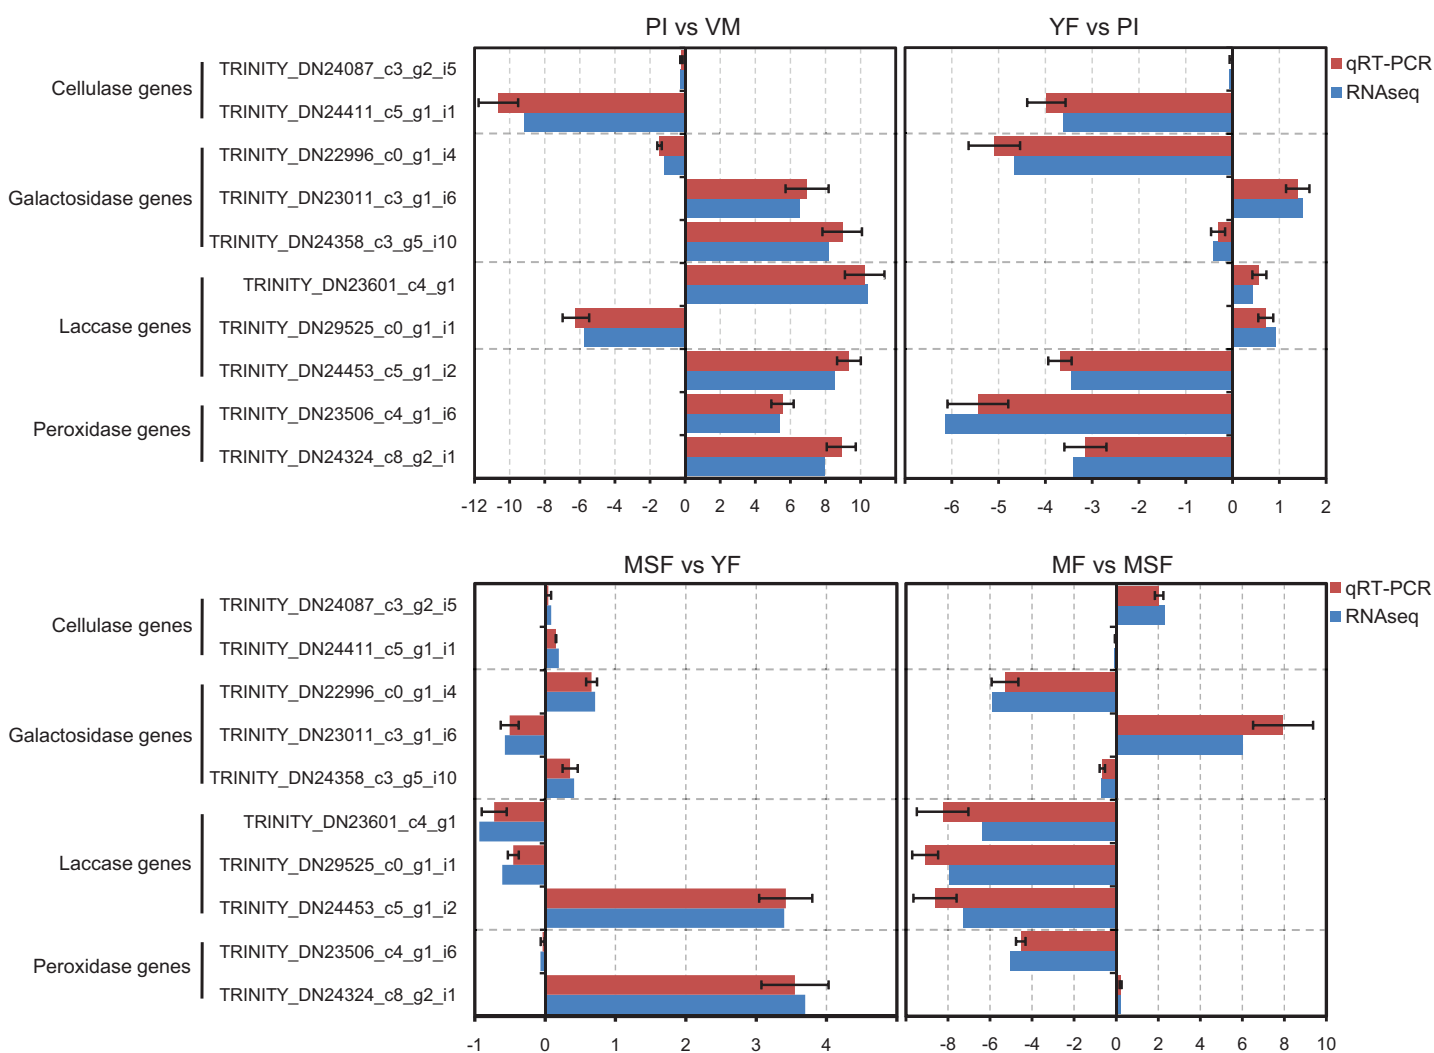 PI vs VM
YF vs PI
qRT-PCR
RNAseq
Cellulase genes
TRINITY_DN24087_c3_g2_i5
TRINITY_DN24411_c5_g1_i1
Galactosidase genes
TRINITY_DN22996_c0_g1_i4
TRINITY_DN23011_c3_g1_i6
TRINITY_DN24358_c3_g5_i10
Laccase genes
TRINITY_DN23601_c4_g1
TRINITY_DN29525_c0_g1_i1
TRINITY_DN24453_c5_g1_i2
Peroxidase genes
TRINITY_DN23506_c4_g1_i6
TRINITY_DN24324_c8_g2_i1
-12 -10 -8 -6 -4 -2 0 2 4 6 8 10
-6 -5 -4 -3 -2 -1 0 1 2
MSF vs YF
MF vs MSF
qRT-PCR
RNAseq
Cellulase genes
TRINITY_DN24087_c3_g2_i5
TRINITY_DN24411_c5_g1_i1
Galactosidase genes
TRINITY_DN22996_c0_g1_i4
TRINITY_DN23011_c3_g1_i6
TRINITY_DN24358_c3_g5_i10
Laccase genes
TRINITY_DN23601_c4_g1
TRINITY_DN29525_c0_g1_i1
TRINITY_DN24453_c5_g1_i2
Peroxidase genes
TRINITY_DN23506_c4_g1_i6
TRINITY_DN24324_c8_g2_i1
-1 0 1 2 3 4
-8 -6 -4 -2 0 2 4 6 8 10